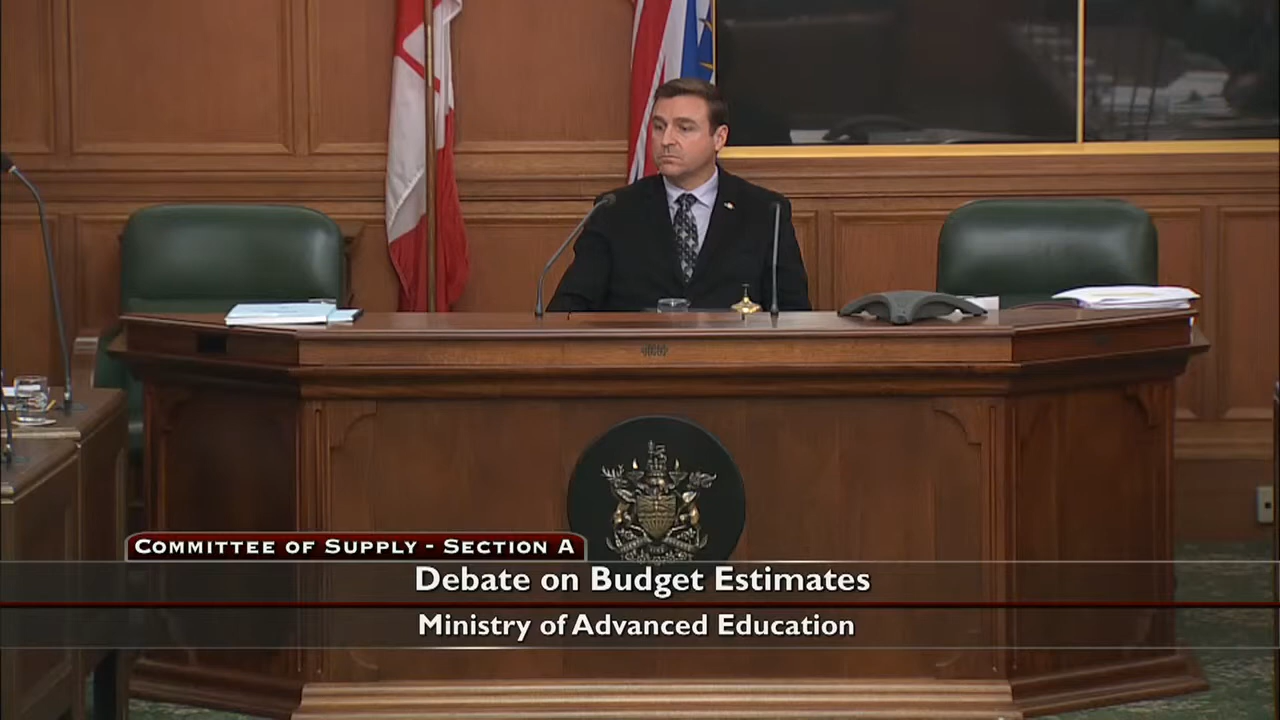 Committee of Supply - Section A
Debate on Budget Estimates
Ministry of Advanced Education